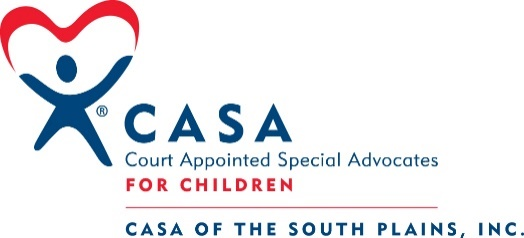 ®
CASA
Court Appointed Special Advocates
FOR CHILDREN
CASA OF THE SOUTH PLAINS, INC.